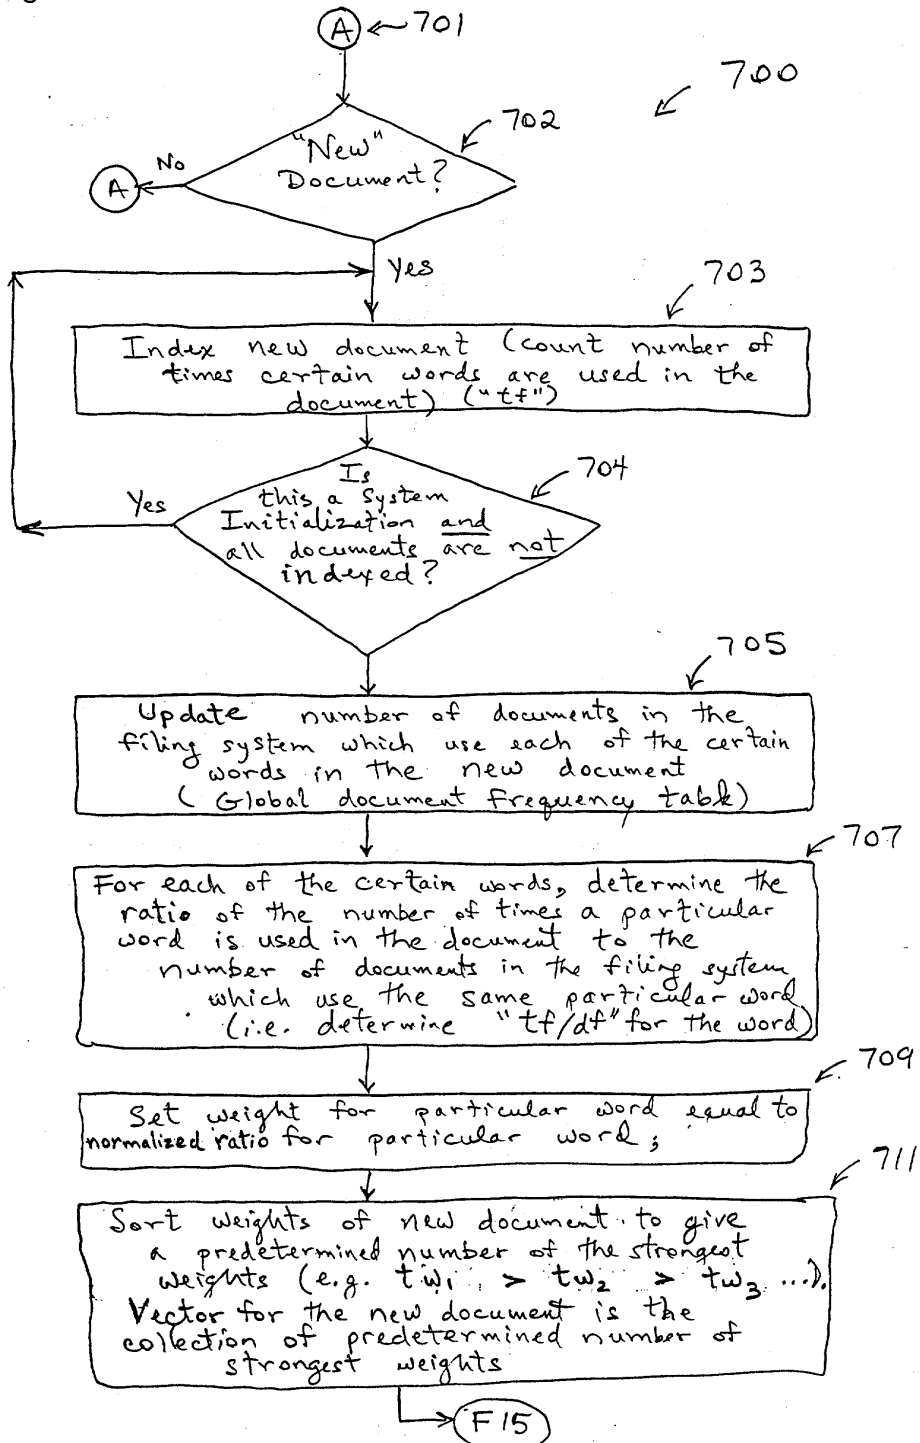 A 701
700
702
"New"
Document?
No
A
Yes
703
Index new document (count number of
times certain words are used in the
document) ("tf")
704
Is
this a System
Initialization and
all documents are not
indexed?
Yes
705
Update number of documents in the
filing system which use each of the certain
words in the new document
(Global document frequency table)
707
For each of the certain words, determine the
ratio of the number of times a particular
word is used in the document to the
number of documents in the filing system
which use the same particular word
(i.e. determine "tf/df" for the word)
709
Set weight for particular word equal to
normalized ratio for particular word;
711
Sort weights of new document to give
a predetermined number of the strongest
weights (e.g. tw1 > tw2 > tw3 ...).
Vector for the new document is the
collection of predetermined number of
strongest weights
F15